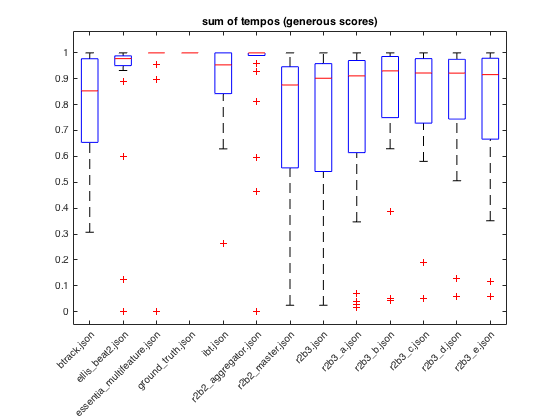 sum of tempos (generous scores)
1
0.9
0.8
0.7
0.6
0.5
0.4
0.3
0.2
0.1
0
btrack.json
ellis_beat2.json
essentia_multifeature.json
ground_truth.json
ibt.json
r2b2_aggregator.json
r2b2_master.json
r2b3.json
r2b3_a.json
r2b3_b.json
r2b3_c.json
r2b3_d.json
r2b3_e.json